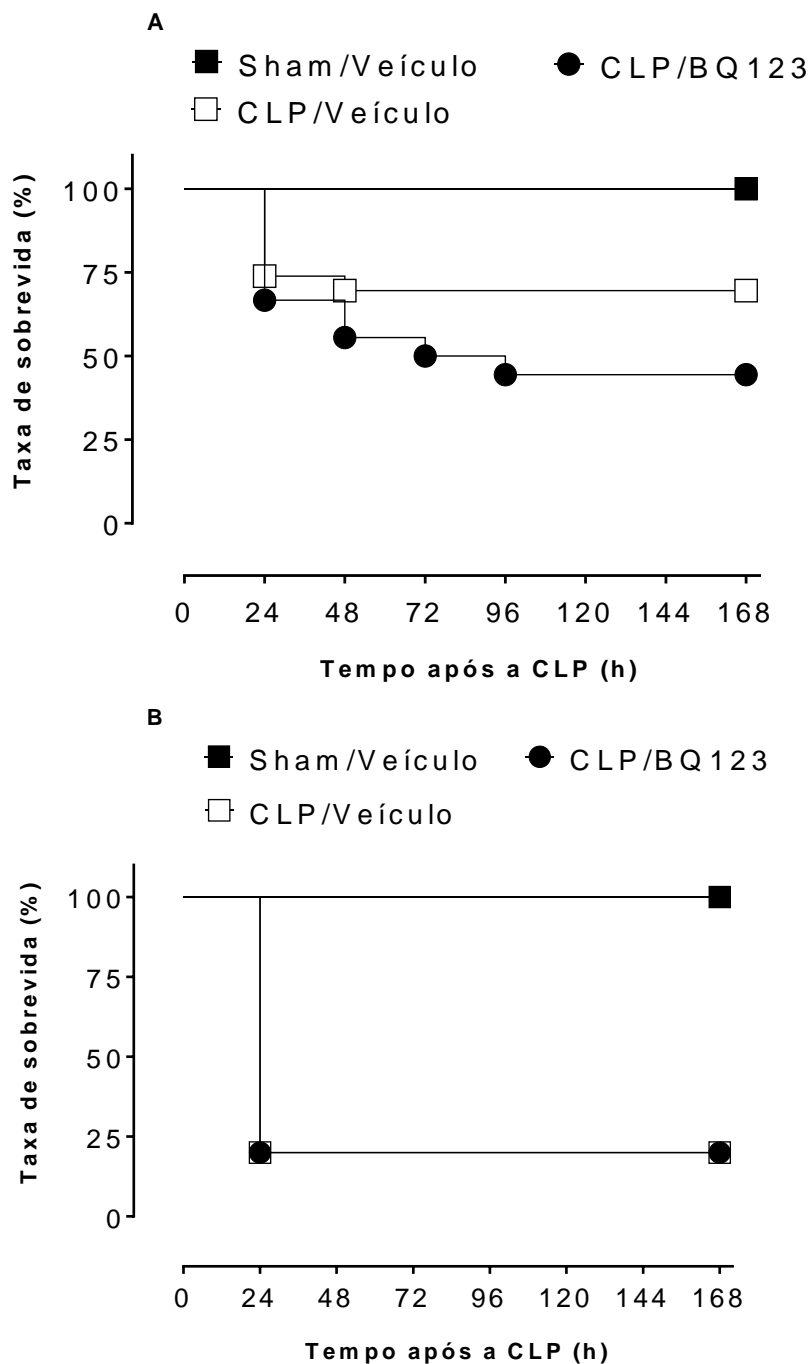 A
Sham/Veículo CLP/BQ123
CLP/Veículo
Taxa de sobrevida (%)
100
75
50
25
0
0 24 48 72 96 120 144 168
Tempo após a CLP (h)
B
Sham/Veículo CLP/BQ123
CLP/Veículo
Taxa de sobrevida (%)
100
75
50
25
0
0 24 48 72 96 120 144 168
Tempo após a CLP (h)